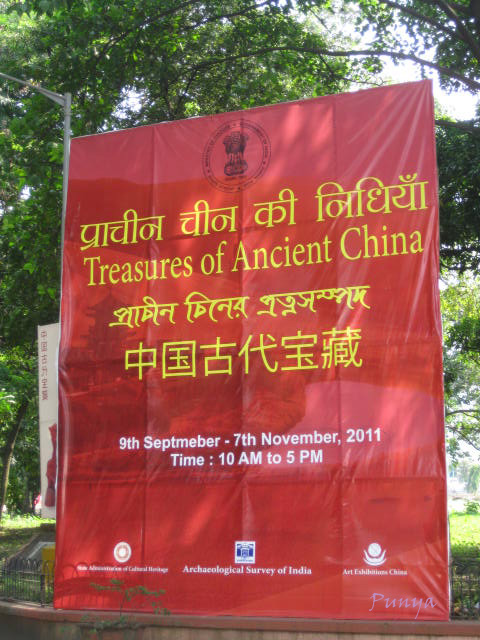 प्राचीन चीन की निधियाँ
Treasures of Ancient China
প্রাচীন চিনের প্রত্নসম্পদ
中国古代宝藏
9th Septmeber - 7th November, 2011
Time : 10 AM to 5 PM
State Administration of Cultural Heritage
Archaeological Survey of India
Art Exhibitions China
Punya